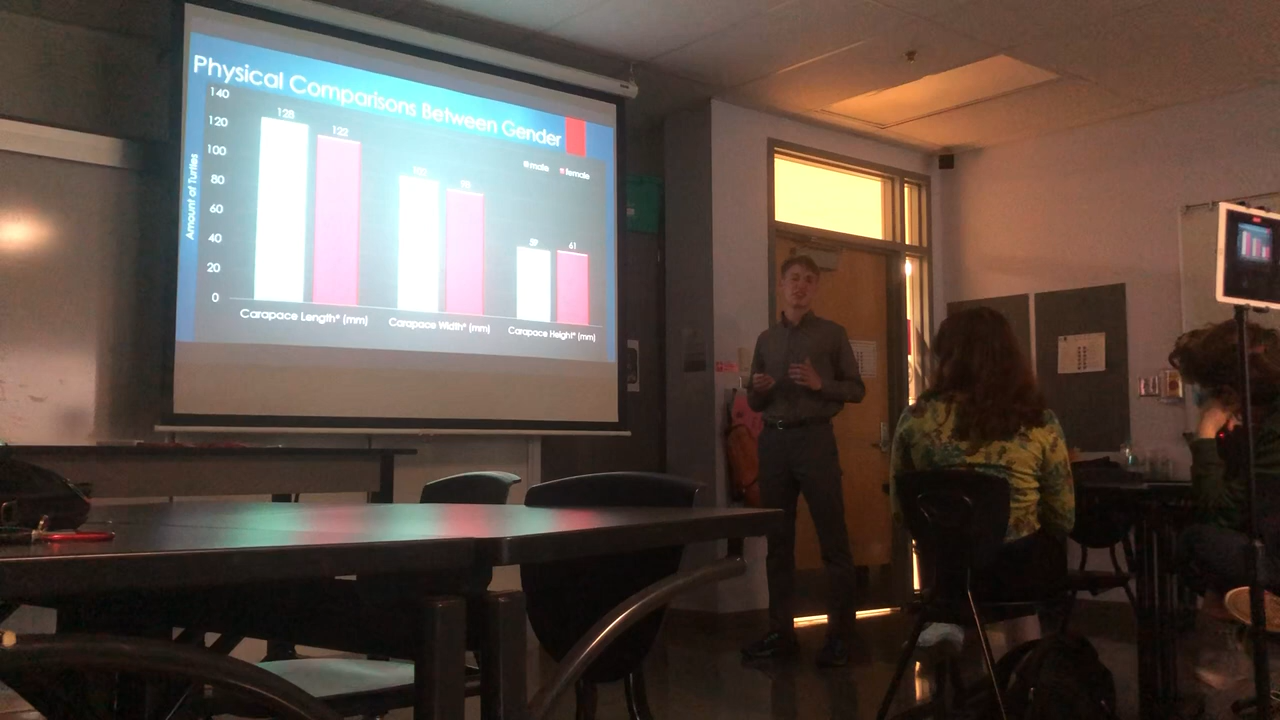 Physical Comparisons Between Gender
140
120
100
80
60
40
20
0
Amount of Turtles
128
122
61
male
female
Carapace Length* (mm)
Carapace Width* (mm)
Carapace Height* (mm)